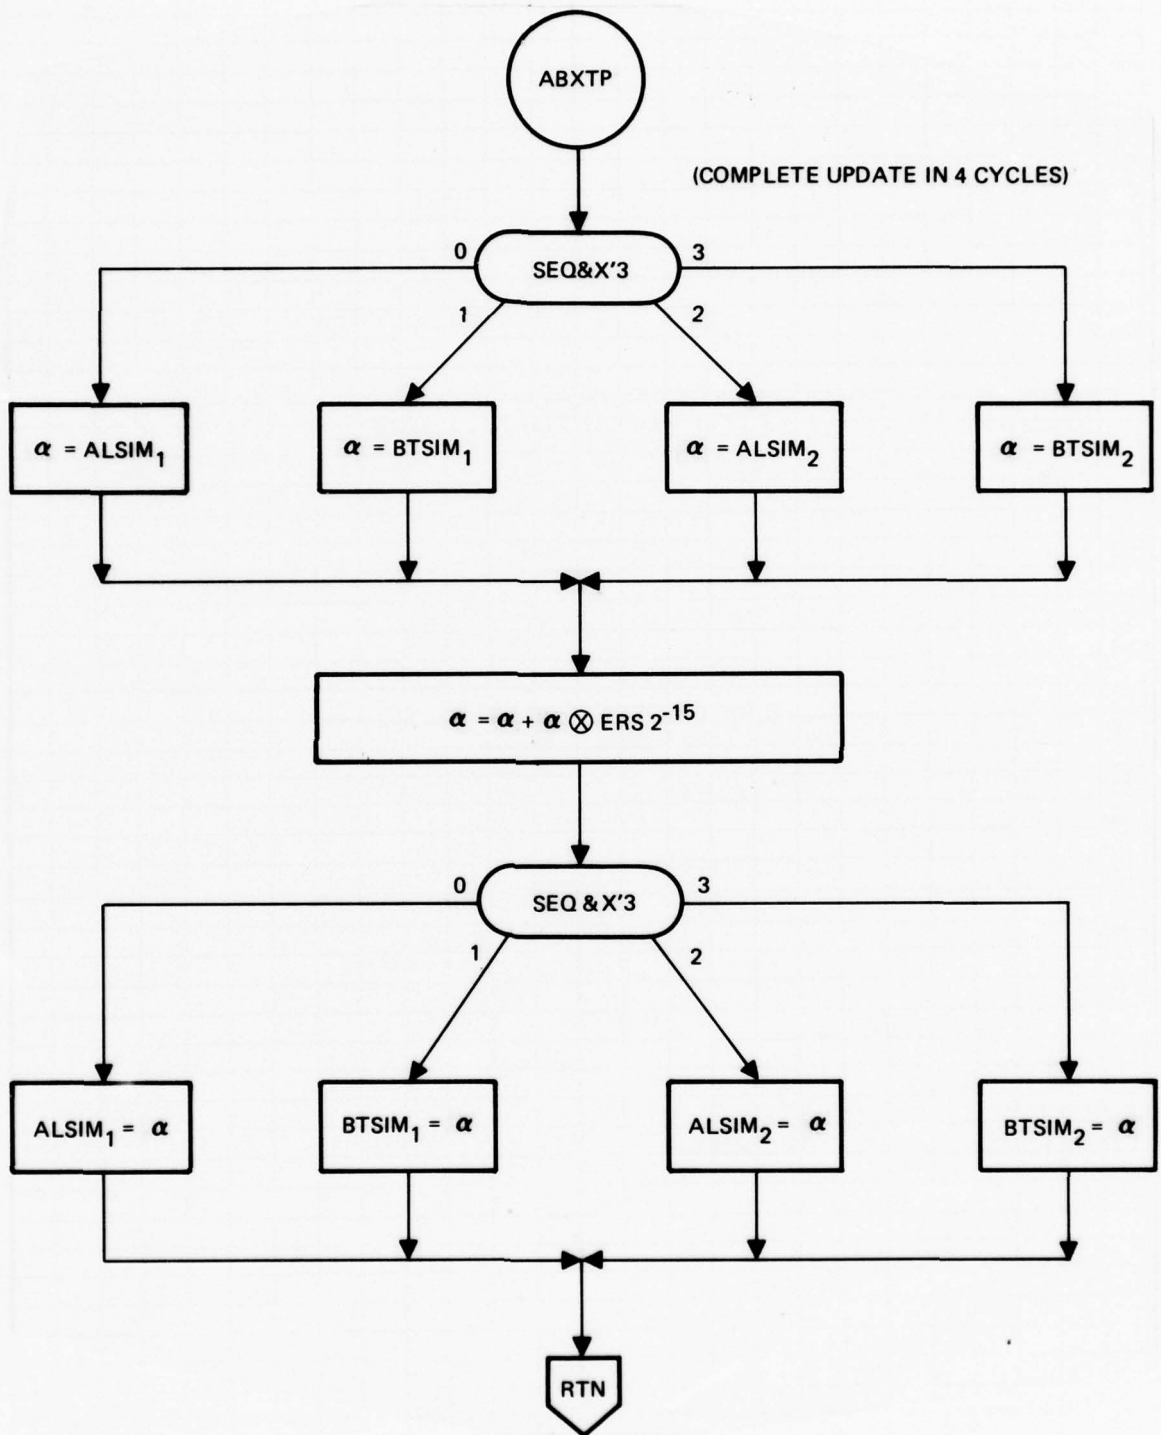 ABXTP
(COMPLETE UPDATE IN 4 CYCLES)
0
SEQ&X'3
3
1
2
α = ALSIM₁
α = BTSIM₁
α = ALSIM₂
α = BTSIM₂
α = α + α ⊗ ERS 2⁻¹⁵
0
SEQ & X'3
3
1
2
ALSIM₁ = α
BTSIM₁ = α
ALSIM₂ = α
BTSIM₂ = α
RTN